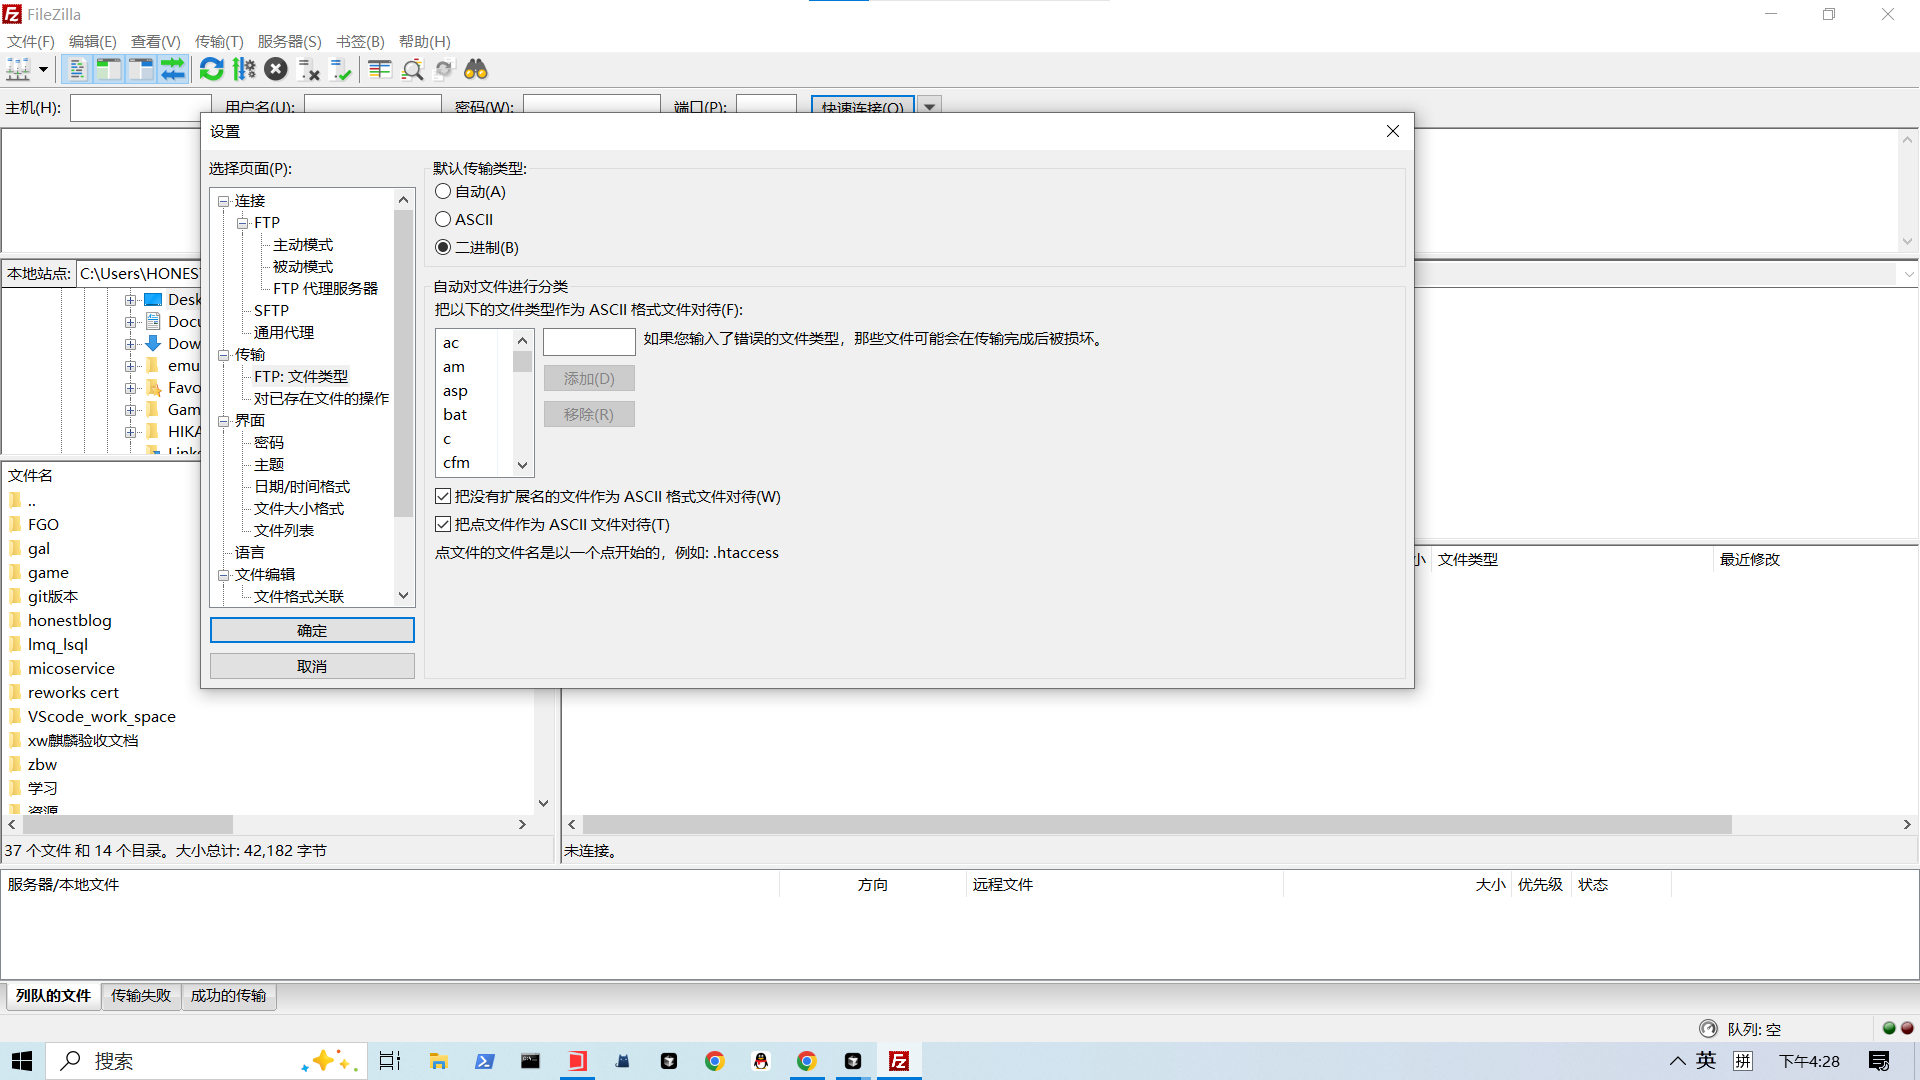 FileZilla
文件(F) 编辑(E) 查看(V) 传输(T) 服务器(S) 书签(B) 帮助(H)
主机(H): 用户名(U): 密码(W): 端口(P): 快速连接(Q)
设置
选择页面(P):
连接
FTP
主动模式
被动模式
FTP 代理服务器
SFTP
通用代理
传输
FTP: 文件类型
对已存在文件的操作
界面
密码
主题
日期/时间格式
文件大小格式
文件列表
语言
文件编辑
文件格式关联
确定
取消
默认传输类型:
自动(A)
ASCII
二进制(B)
自动对文件进行分类
把以下的文件类型作为 ASCII 格式文件对待(F):
ac
am
asp
bat
c
cfm
如果您输入了错误的文件类型，那些文件可能会在传输完成后被损坏。
添加(D)
移除(R)
把没有扩展名的文件作为 ASCII 格式文件对待(W)
把点文件作为 ASCII 文件对待(T)
点文件的文件名是以一个点开始的，例如: .htaccess
本地站点: C:\Users\HONES
Desk
Docu
Dow
emu
Favo
Gam
HIKA
Link
文件名
..
FGO
gal
game
git版本
honestblog
lmq_lsql
micoservice
reworks cert
VScode_work_space
xw麒麟验收文档
zbw
学习
资源
37 个文件 和 14 个目录。大小总计: 42,182 字节
小 文件类型 最近修改
未连接。
服务器/本地文件 方向 远程文件 大小 优先级 状态
列队的文件 传输失败 成功的传输
队列: 空
搜索
英 拼 下午4:28